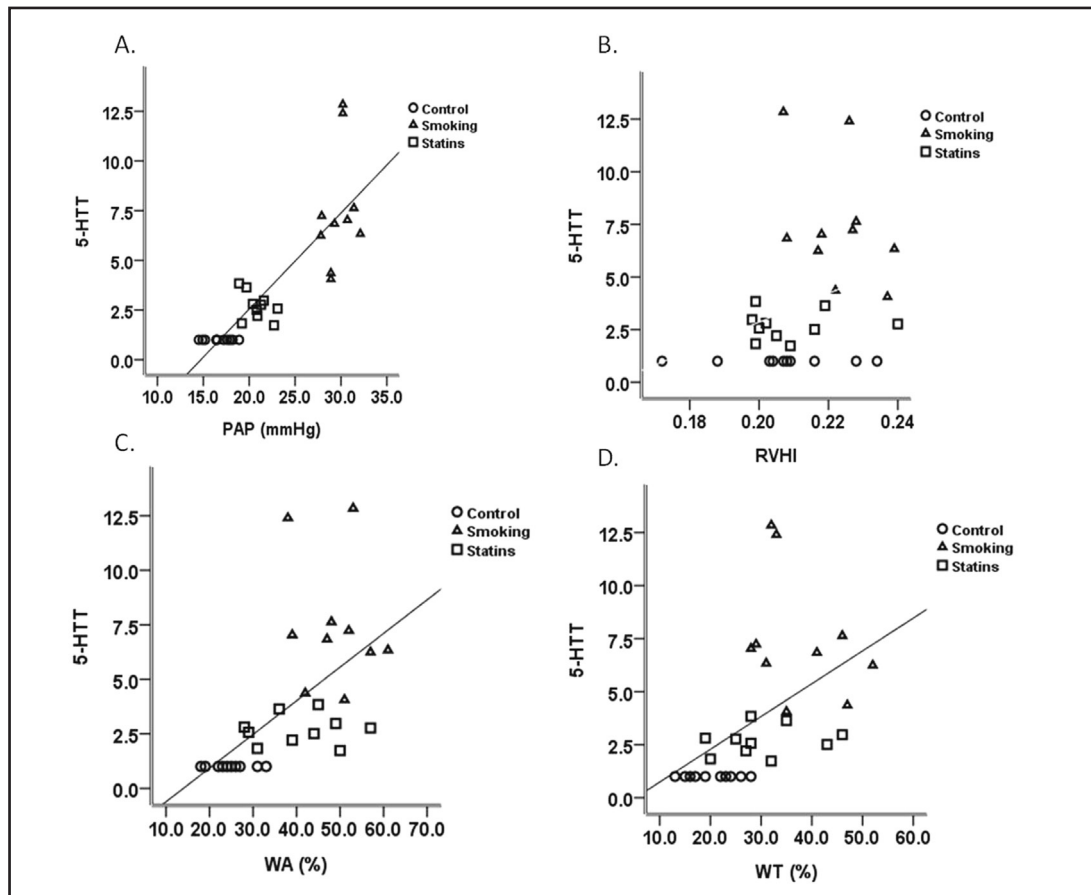 A.
12.5
10.0
7.5
5.0
2.5
0.0
5-HTT
10.0 15.0 20.0 25.0 30.0 35.0
PAP (mmHg)
Control
Smoking
Statins
B.
12.5
10.0
7.5
5.0
2.5
0.0
5-HTT
0.18 0.20 0.22 0.24
RVHI
Control
Smoking
Statins
C.
12.5
10.0
7.5
5.0
2.5
0.0
5-HTT
10.0 20.0 30.0 40.0 50.0 60.0 70.0
WA (%)
Control
Smoking
Statins
D.
12.5
10.0
7.5
5.0
2.5
0.0
5-HTT
10.0 20.0 30.0 40.0 50.0 60.0
WT (%)
Control
Smoking
Statins